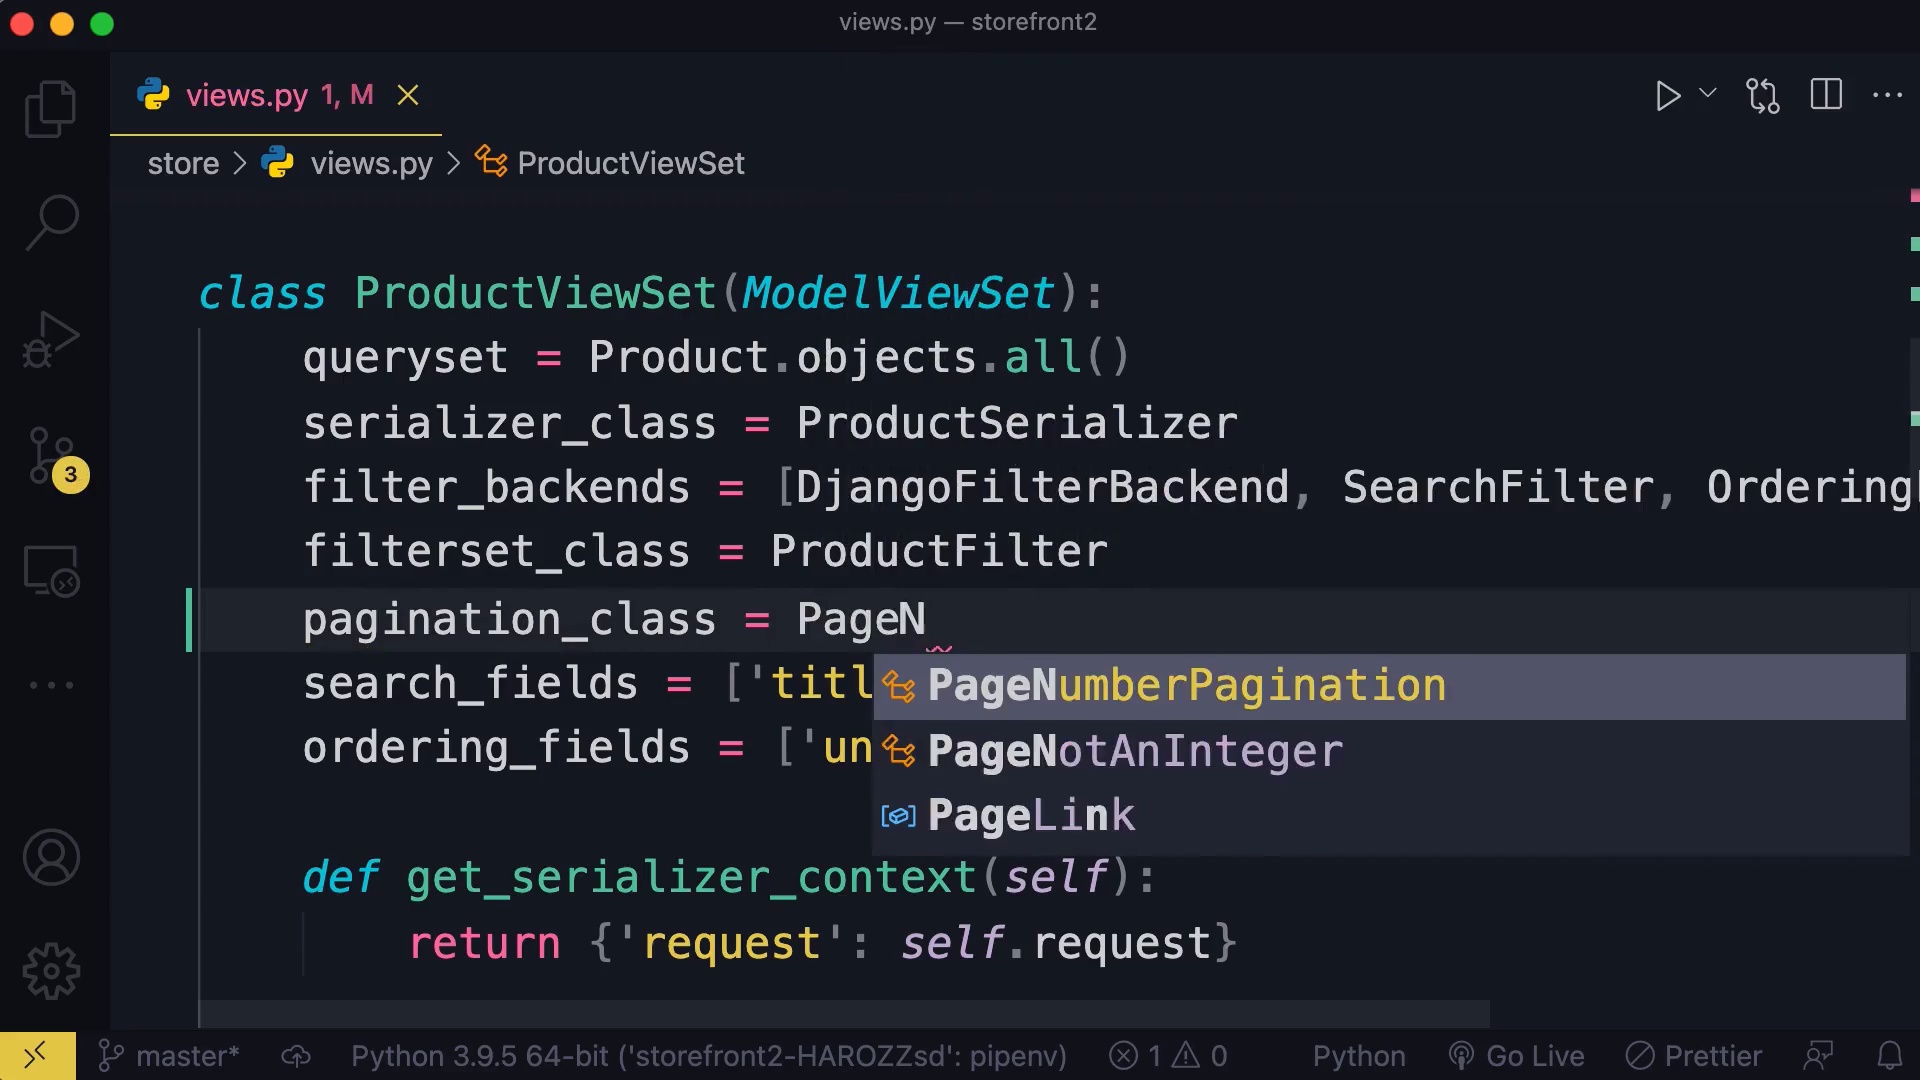 views.py — storefront2
views.py 1, M
store > views.py > ProductViewSet
class ProductViewSet(ModelViewSet):
queryset = Product.objects.all()
serializer_class = ProductSerializer
filter_backends = [DjangoFilterBackend, SearchFilter, Ordering
filterset_class = ProductFilter
pagination_class = PageN
search_fields = ['titl
PageNumberPagination
ordering_fields = ['un
PageNotAnInteger
PageLink
def get_serializer_context(self):
return {'request': self.request}
3
master* Python 3.9.5 64-bit ('storefront2-HAROZZsd': pipenv) 1 0 Python Go Live Prettier